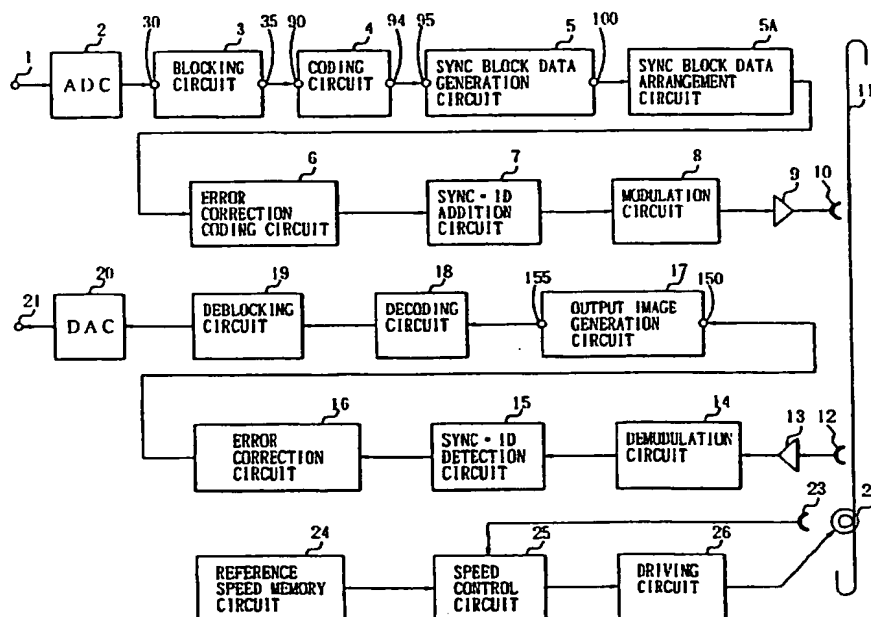 1
2
ADC
30
3
BLOCKING
CIRCUIT
35
90
4
CODING
CIRCUIT
94
95
5
SYNC BLOCK DATA
GENERATION
CIRCUIT
100
5A
SYNC BLOCK DATA
ARRANGEMENT
CIRCUIT
11
6
ERROR
CORRECTION
CODING CIRCUIT
7
SYNC·ID
ADDITION
CIRCUIT
8
MODULATION
CIRCUIT
9
10
21
20
DAC
19
DEBLOCKING
CIRCUIT
18
DECODING
CIRCUIT
155
17
OUTPUT IMAGE
GENERATION
CIRCUIT
150
16
ERROR
CORRECTION
CIRCUIT
15
SYNC·ID
DETECTION
CIRCUIT
14
DEMODULATION
CIRCUIT
13
12
23
24
REFERENCE
SPEED MEMORY
CIRCUIT
25
SPEED
CONTROL
CIRCUIT
26
DRIVING
CIRCUIT